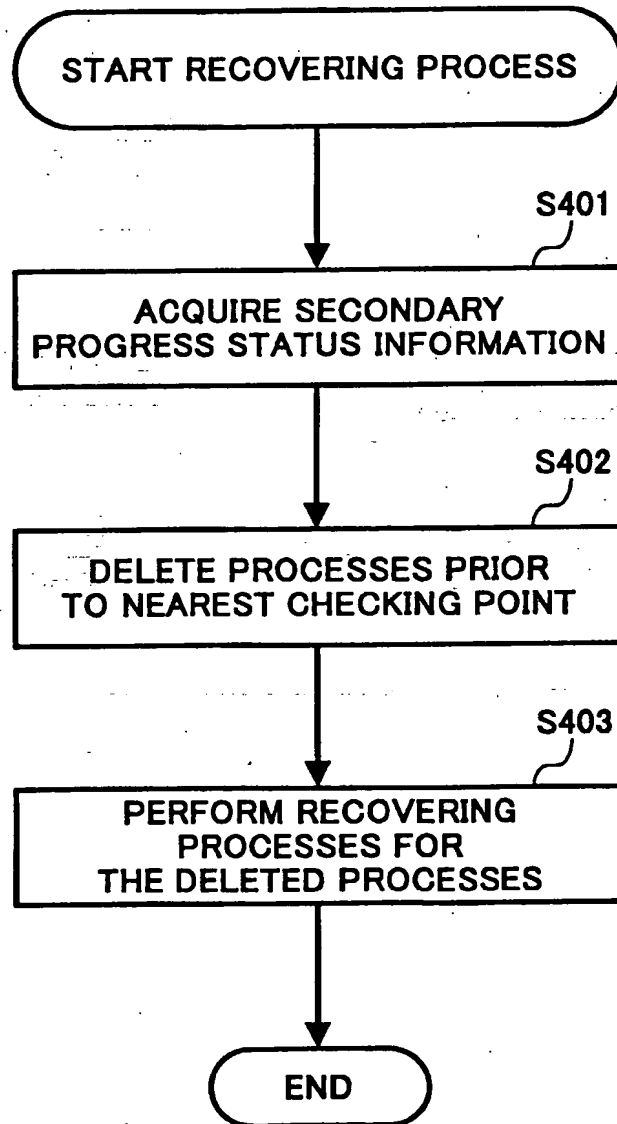 START RECOVERING PROCESS
S401
ACQUIRE SECONDARY
PROGRESS STATUS INFORMATION
S402
DELETE PROCESSES PRIOR
TO NEAREST CHECKING POINT
S403
PERFORM RECOVERING
PROCESSES FOR
THE DELETED PROCESSES
END